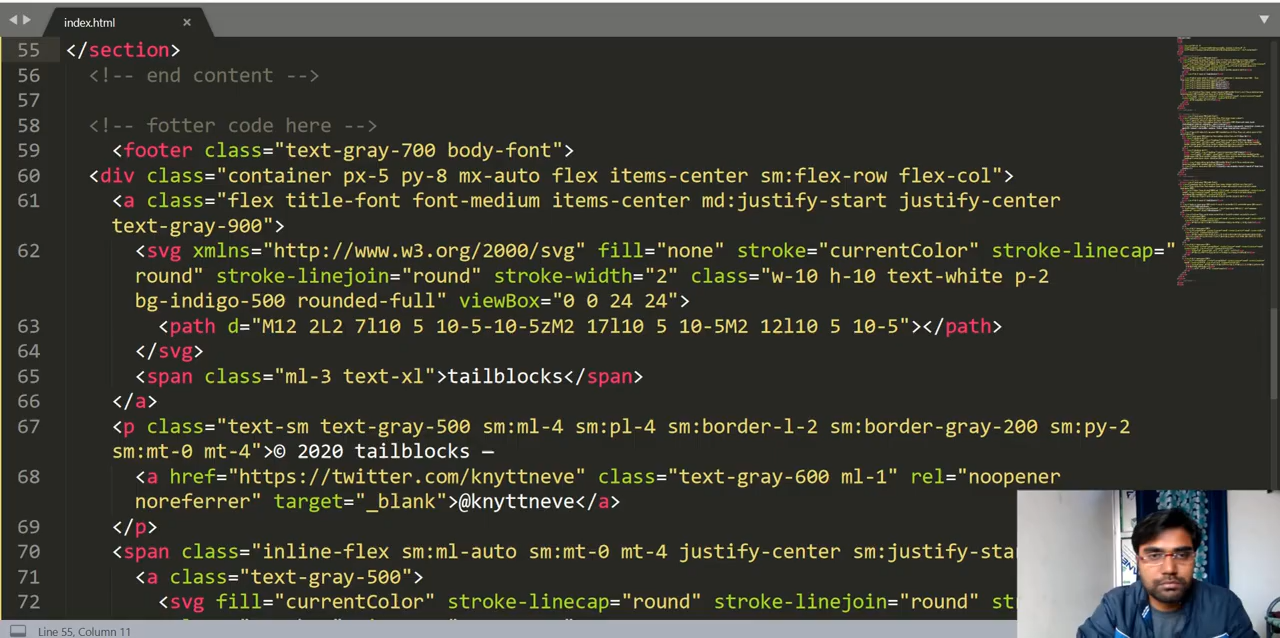 index.html ×
55 </section>
56 <!-- end content -->
57
58 <!-- fotter code here -->
59 <footer class="text-gray-700 body-font">
60 <div class="container px-5 py-8 mx-auto flex items-center sm:flex-row flex-col">
61 <a class="flex title-font font-medium items-center md:justify-start justify-center
text-gray-900">
62 <svg xmlns="http://www.w3.org/2000/svg" fill="none" stroke="currentColor" stroke-linecap="
round" stroke-linejoin="round" stroke-width="2" class="w-10 h-10 text-white p-2
bg-indigo-500 rounded-full" viewBox="0 0 24 24">
63 <path d="M12 2L2 7l10 5 10-5-10-5zM2 17l10 5 10-5M2 12l10 5 10-5"></path>
64 </svg>
65 <span class="ml-3 text-xl">tailblocks</span>
66 </a>
67 <p class="text-sm text-gray-500 sm:ml-4 sm:pl-4 sm:border-l-2 sm:border-gray-200 sm:py-2
sm:mt-0 mt-4">© 2020 tailblocks —
68 <a href="https://twitter.com/knyttneve" class="text-gray-600 ml-1" rel="noopener
noreferrer" target="_blank">@knyttneve</a>
69 </p>
70 <span class="inline-flex sm:ml-auto sm:mt-0 mt-4 justify-center sm:justify-sta
71 <a class="text-gray-500">
72 <svg fill="currentColor" stroke-linecap="round" stroke-linejoin="round" st
Line 55, Column 11